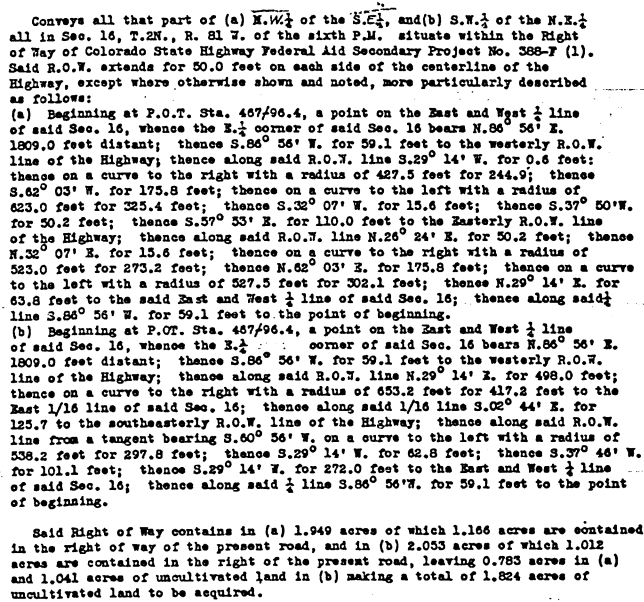 Conveys all that part of (a) N.W.¼ of the S.E¼, and(b) S.W.¼ of the N.E.¼
all in Sec. 16, T.2N., R. 81 W. of the sixth P.M. situate within the Right
of Way of Colorado State Highway Federal Aid Secondary Project No. 388-F (1).
Said R.O.W. extends for 50.0 feet on each side of the centerline of the
Highway, except where otherwise shown and noted, more particularly described
as follows:
(a) Beginning at P.O.T. Sta. 467/96.4, a point on the East and West ¼ line
of said Sec. 16, whence the E.¼ corner of said Sec. 16 bears N.86° 56' E.
1809.0 feet distant; thence S.86° 56' W. for 59.1 feet to the westerly R.O.W.
line of the Highway; thence along said R.O.W. line S.29° 14' W. for 0.6 feet:
thence on a curve to the right with a radius of 427.5 feet for 244.9'; thence
S.62° 03' W. for 175.8 feet; thence on a curve to the left with a radius of
623.0 feet for 325.4 feet; thence S.32° 07' W. for 15.6 feet; thence S.37° 50'W.
for 50.2 feet; thence S.57° 53' E. for 110.0 feet to the Easterly R.O.W. line
of the Highway; thence along said R.O.W. line N.26° 24' E. for 50.2 feet; thence
N.32° 07' E. for 15.6 feet; thence on a curve to the right with a radius of
523.0 feet for 273.2 feet; thence N.62° 03' E. for 175.8 feet; thence on a curve
to the left with a radius of 527.5 feet for 302.1 feet; thence N.29° 14' E. for
63.8 feet to the said East and West ¼ line of said Sec. 16; thence along said¼
line S.86° 56' W. for 59.1 feet to the point of beginning.
(b) Beginning at P.OT. Sta. 467/96.4, a point on the East and West ¼ line
of said Sec. 16, whence the E.¼ corner of said Sec. 16 bears N.86° 56' E.
1809.0 feet distant; thence S.86° 56' W. for 59.1 feet to the westerly R.O.W.
line of the Highway; thence along said R.O.W. line N.29° 14' E. for 498.0 feet;
thence on a curve to the right with a radius of 653.2 feet for 417.2 feet to the
East 1/16 line of said Sec. 16; thence along said 1/16 line S.02° 44' E. for
125.7 to the southeasterly R.O.W. line of the Highway; thence along said R.O.W.
line from a tangent bearing S.60° 56' W. on a curve to the left with a radius of
538.2 feet for 297.8 feet; thence S.29° 14' W. for 62.8 feet; thence S.37° 46' W.
for 101.1 feet; thence S.29° 14' W. for 272.0 feet to the East and West ¼ line
of said Sec. 16; thence along said ¼ line S.86° 56'W. for 59.1 feet to the point
of beginning.
Said Right of Way contains in (a) 1.949 acres of which 1.166 acres are contained
in the right of way of the present road, and in (b) 2.053 acres of which 1.012
acres are contained in the right of the present road, leaving 0.783 acres in (a)
and 1.041 acres of uncultivated land in (b) making a total of 1.824 acres of
uncultivated land to be acquired.